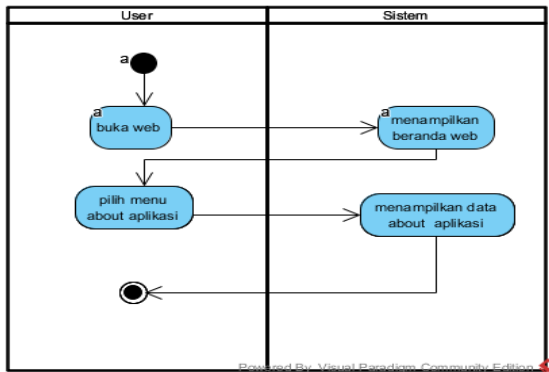 User
Sistem
a
a
buka web
a
menampilkan
beranda web
pilih menu
about aplikasi
menampilkan data
about aplikasi
Powered By Visual Paradigm Community Edition